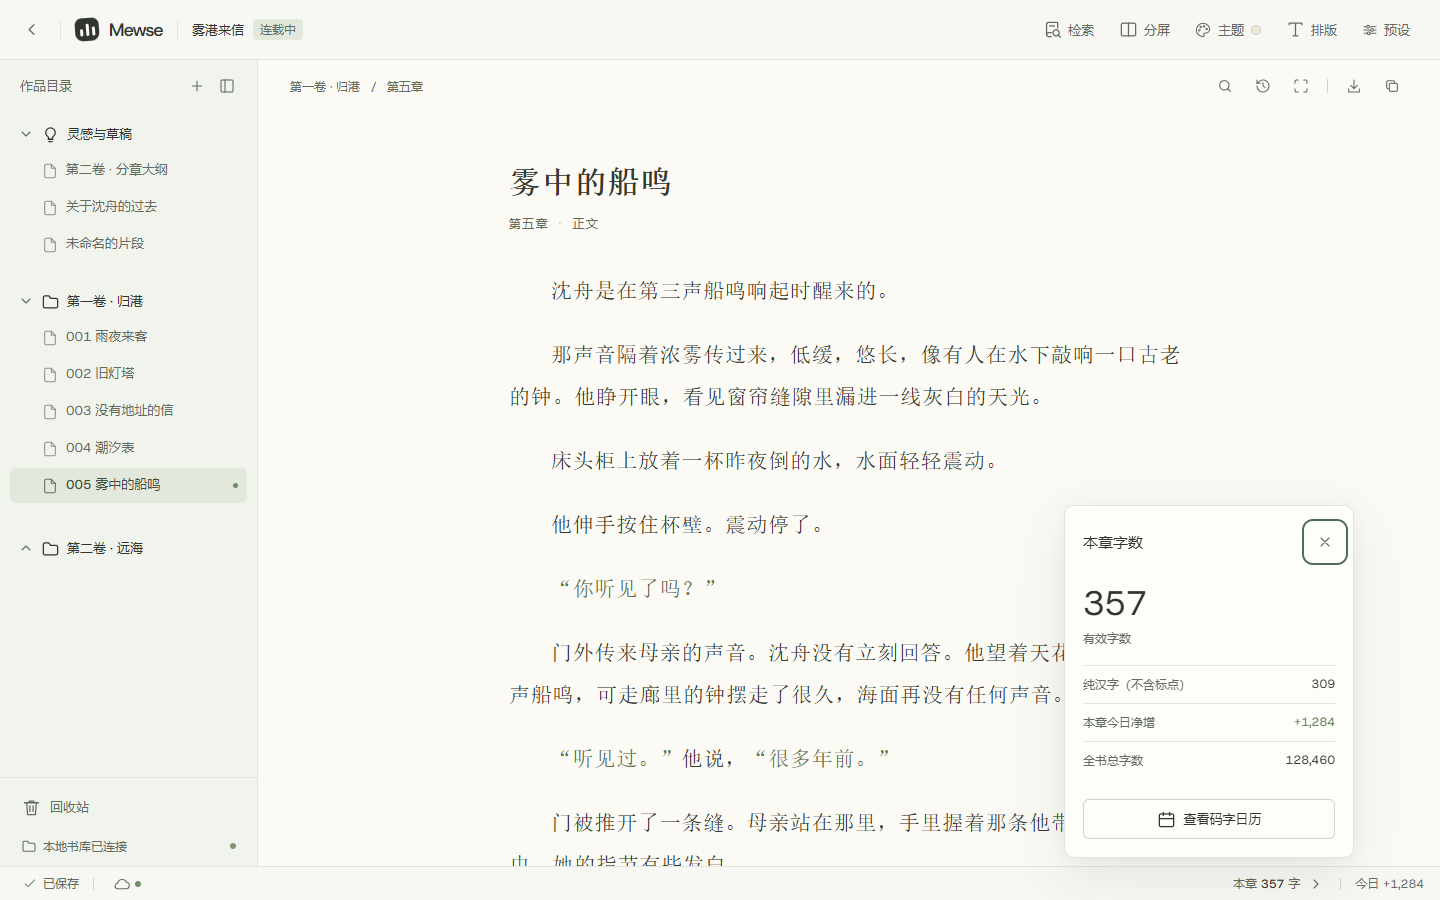 Mewse
雾港来信 连载中
检索 分屏 主题 排版 预设
作品目录
灵感与草稿
第二卷 · 分章大纲
关于沈舟的过去
未命名的片段
第一卷 · 归港
001 雨夜来客
002 旧灯塔
003 没有地址的信
004 潮汐表
005 雾中的船鸣
第二卷 · 远海
回收站
本地书库已连接
第一卷 · 归港 / 第五章
雾中的船鸣
第五章 · 正文
沈舟是在第三声船鸣响起时醒来的。
那声音隔着浓雾传过来，低缓，悠长，像有人在水下敲响一口古老
的钟。他睁开眼，看见窗帘缝隙里漏进一线灰白的天光。
床头柜上放着一杯昨夜倒的水，水面轻轻震动。
他伸手按住杯壁。震动停了。
“你听见了吗？”
门外传来母亲的声音。沈舟没有立刻回答。他望着天花
声船鸣，可走廊里的钟摆走了很久，海面再没有任何声音。
“听见过。”他说，“很多年前。”
门被推开了一条缝。母亲站在那里，手里握着那条他带
她的指节有些发白
本章字数
357
有效字数
纯汉字（不含标点） 309
本章今日净增 +1,284
全书总字数 128,460
查看码字日历
已保存
本章 357 字
今日 +1,284